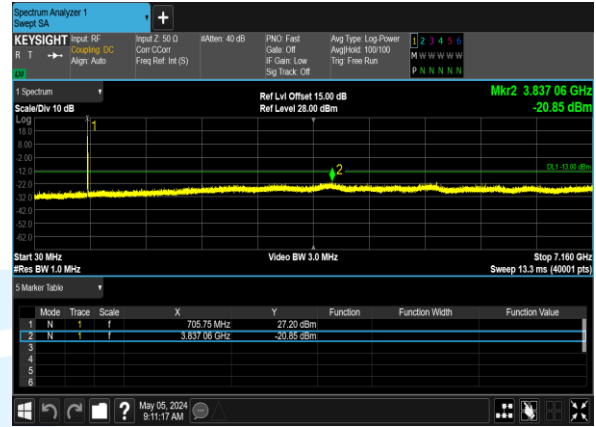 Spectrum Analyzer 1
Swept SA
KEYSIGHT Input: RF Input Z: 50 Ω #Atten: 40 dB PNO: Fast Avg Type: Log-Power 1 2 3 4 5 6
R T Coupling: DC Corr CCorr Gate: Off Avg|Hold: 100/100 M W W W W W
Align: Auto Freq Ref: Int (S) IF Gain: Low Trig: Free Run
Sig Track: Off P N N N N N
LXI
1 Spectrum Ref Lvl Offset 15.00 dB Mkr2 3.837 06 GHz
Scale/Div 10 dB Ref Level 28.00 dBm -20.85 dBm
Log
1
18.0
8.00
-2.00
-12.0 2 DL1 -13.00 dBm
-22.0
-32.0
-42.0
-52.0
-62.0
Start 30 MHz Video BW 3.0 MHz Stop 7.160 GHz
#Res BW 1.0 MHz Sweep 13.3 ms (40001 pts)
5 Marker Table
Mode Trace Scale X Y Function Function Width Function Value
1 N 1 f 705.75 MHz 27.20 dBm
2 N 1 f 3.837 06 GHz -20.85 dBm
3
4
5
6
? May 05, 2024
9:11:17 AM